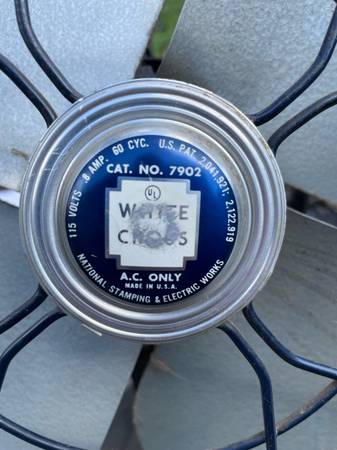 115 VOLTS .8 AMP. 60 CYC. U.S. PAT. 2,041,921; 2,122,919
CAT. NO. 7902
UL
WHITE
CROSS
A.C. ONLY
MADE IN U.S.A.
NATIONAL STAMPING & ELECTRIC WORKS